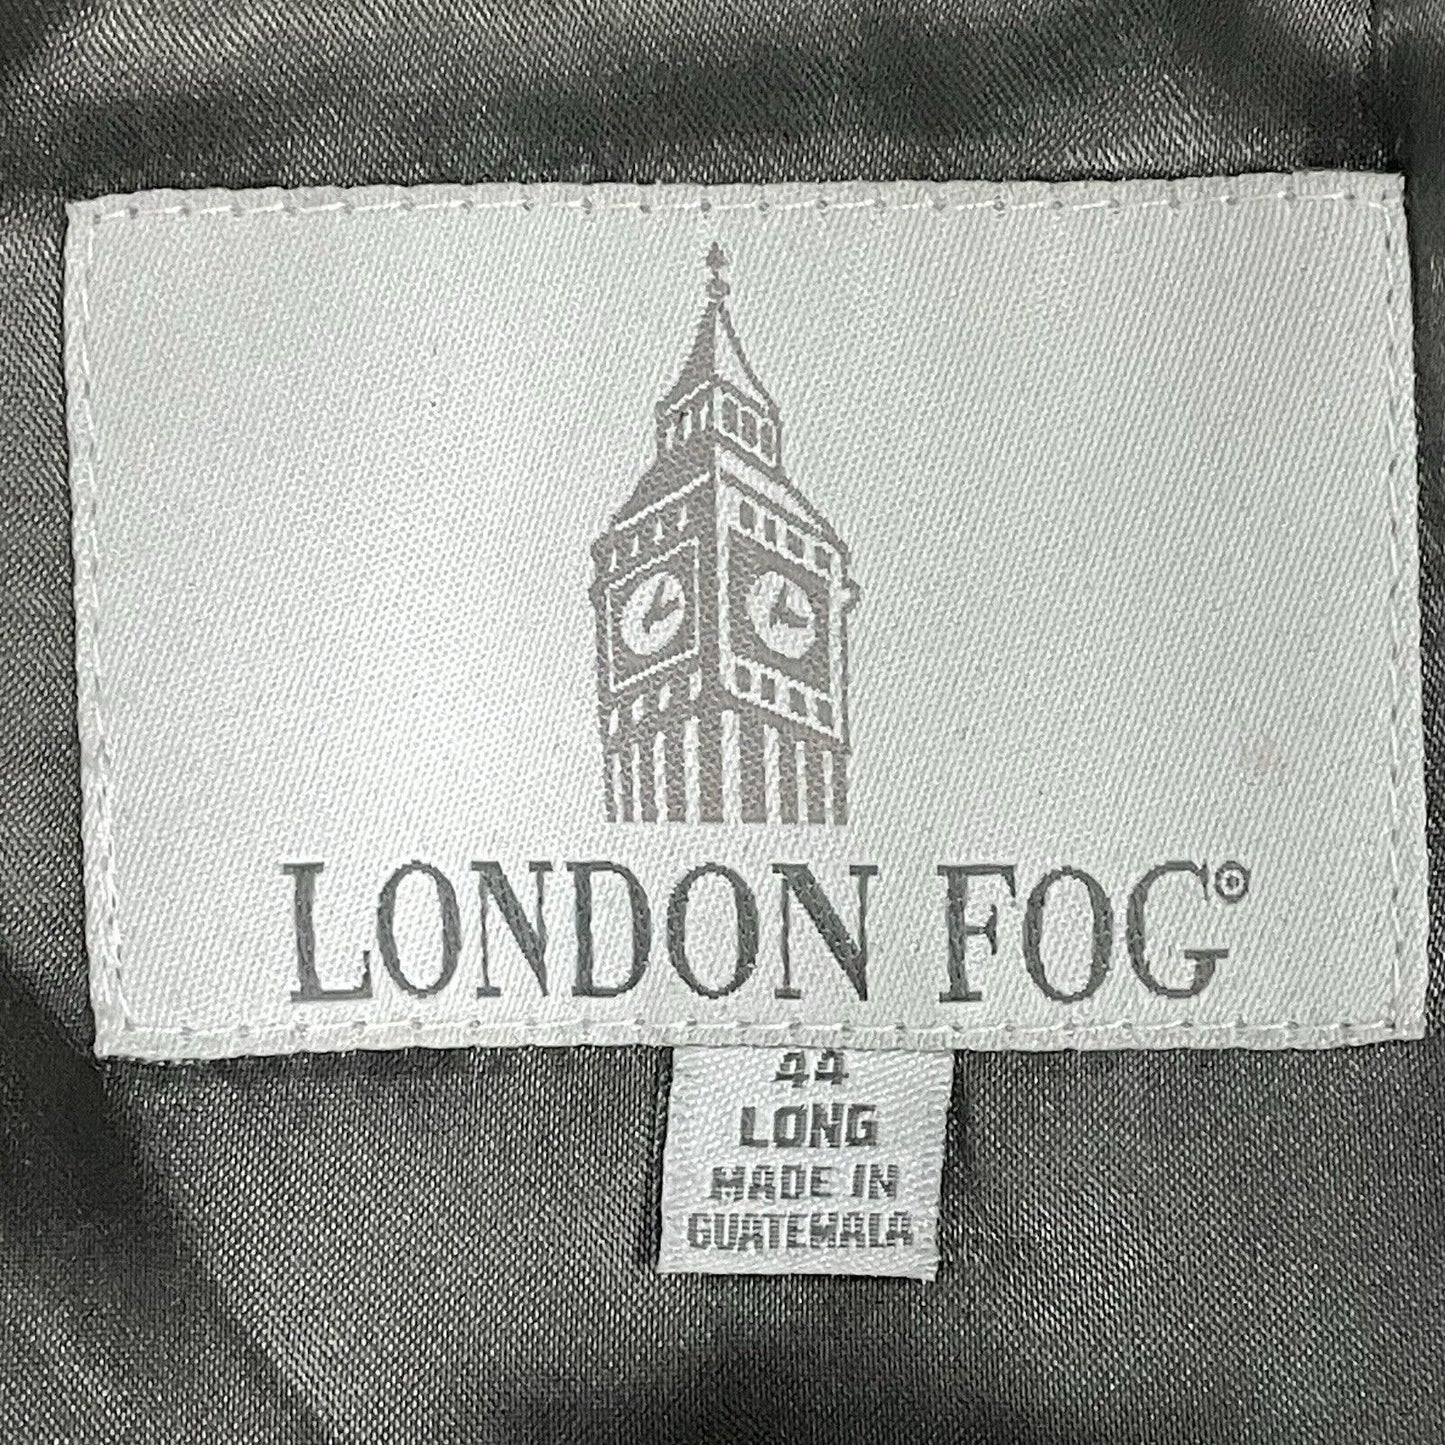 LONDON FOG®
44
LONG
MADE IN
GUATEMALA